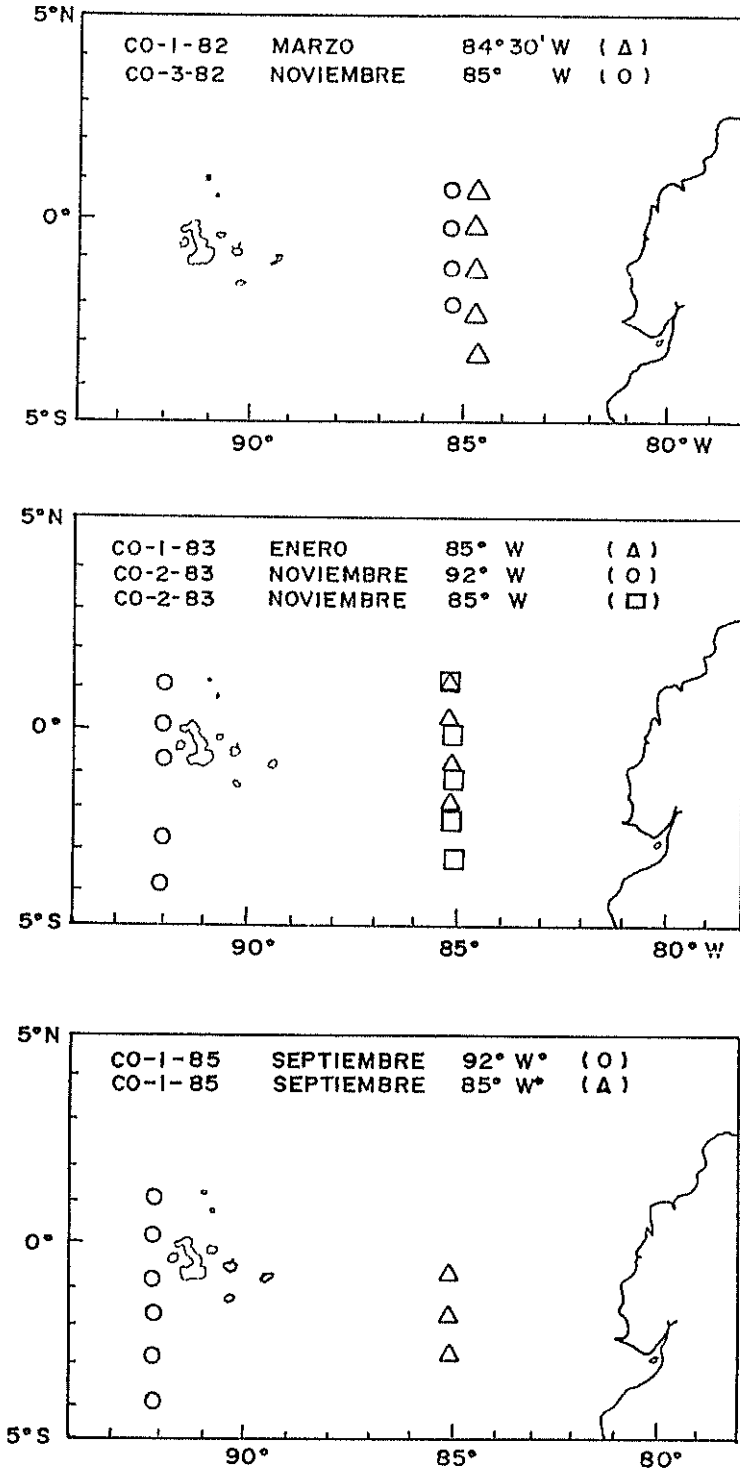 5°N
CO-1-82 MARZO 84°30' W (Δ)
CO-3-82 NOVIEMBRE 85° W (O)
0°
5°S
90° 85° 80° W
5°N
CO-1-83 ENERO 85° W (Δ)
CO-2-83 NOVIEMBRE 92° W (O)
CO-2-83 NOVIEMBRE 85° W (□)
0°
5°S
90° 85° 80° W
5°N
CO-1-85 SEPTIEMBRE 92° W° (O)
CO-1-85 SEPTIEMBRE 85° W* (Δ)
0°
5°S
90° 85° 80°